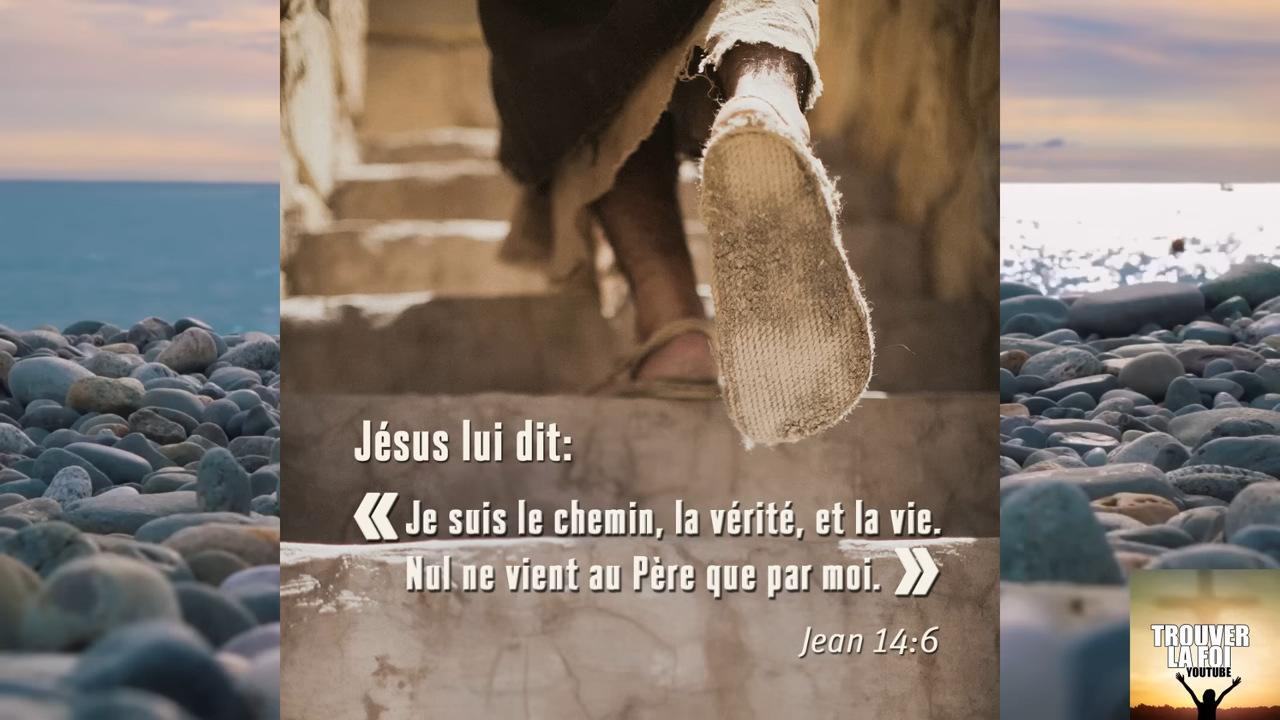 Jésus lui dit:
« Je suis le chemin, la vérité, et la vie.
Nul ne vient au Père que par moi. »
Jean 14:6
TROUVER
LA FOI
YOUTUBE